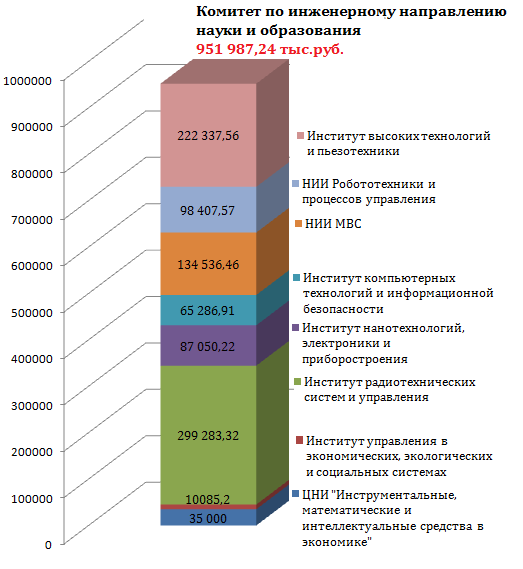 Комитет по инженерному направлению
науки и образования
951 987,24 тыс.руб.
1000000
900000
800000
700000
600000
500000
400000
300000
200000
100000
0
222 337,56
98 407,57
134 536,46
65 286,91
87 050,22
299 283,32
10085,2
35 000
Институт высоких технологий
и пьезотехники
НИИ Робототехники и
процессов управления
НИИ МВС
Институт компьютерных
технологий и информационной
безопасности
Институт нанотехнологий,
электроники и
приборостроения
Институт радиотехнических
систем и управления
Институт управления в
экономических, экологических
и социальных системах
ЦНИ "Инструментальные,
математические и
интеллектуальные средства в
экономике"